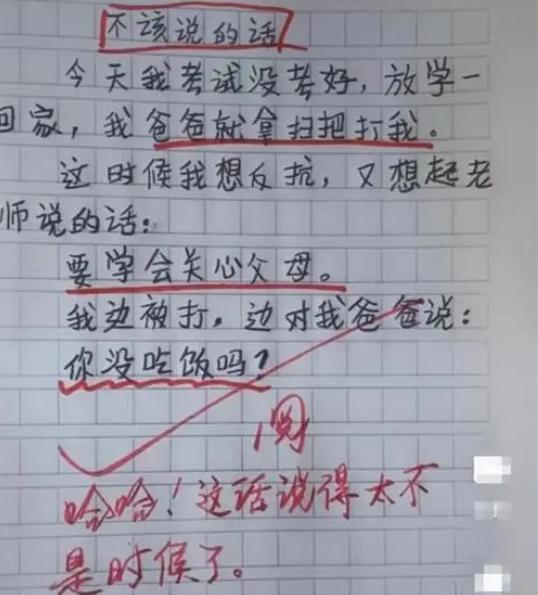 不该说的话
今天我考试没考好，放学一
回家，我爸爸就拿扫把打我。
这时候我想反抗，又想起老
师说的话：
要学会关心父母。
我边被打，边对我爸爸说：
你没吃饭吗？
阅
哈哈！这话说得太不
是时候了。